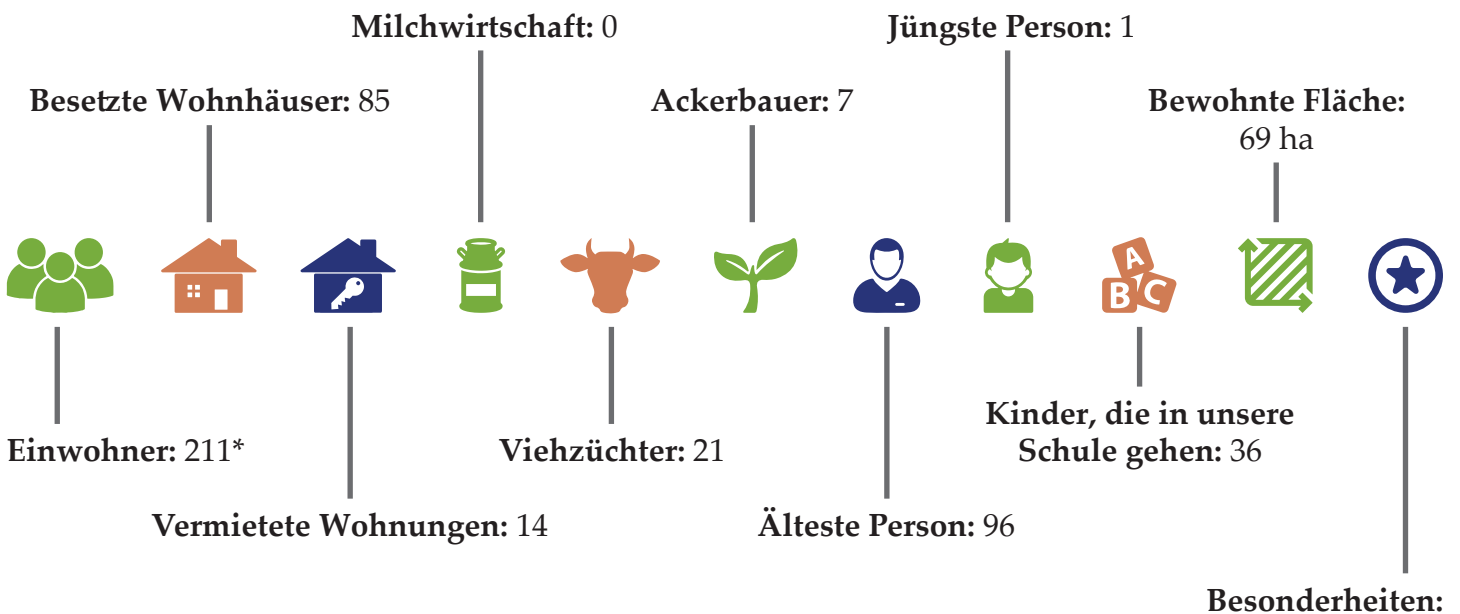 Milchwirtschaft: 0
Jüngste Person: 1
Besetzte Wohnhäuser: 85
Ackerbauer: 7
Bewohnte Fläche:
69 ha
A
B C
Kinder, die in unsere
Schule gehen: 36
Einwohner: 211*
Viehzüchter: 21
Vermietete Wohnungen: 14
Älteste Person: 96
Besonderheiten: